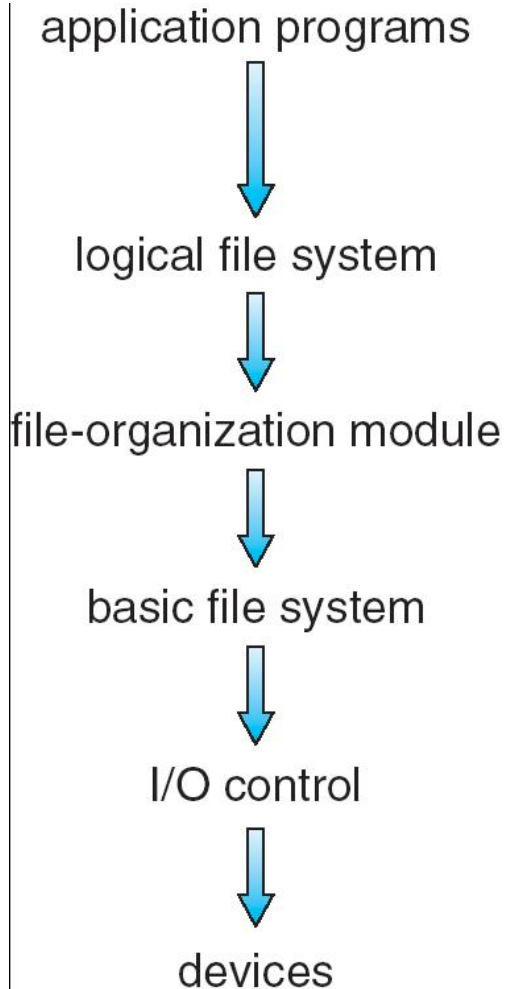 application programs
logical file system
file-organization module
basic file system
I/O control
devices